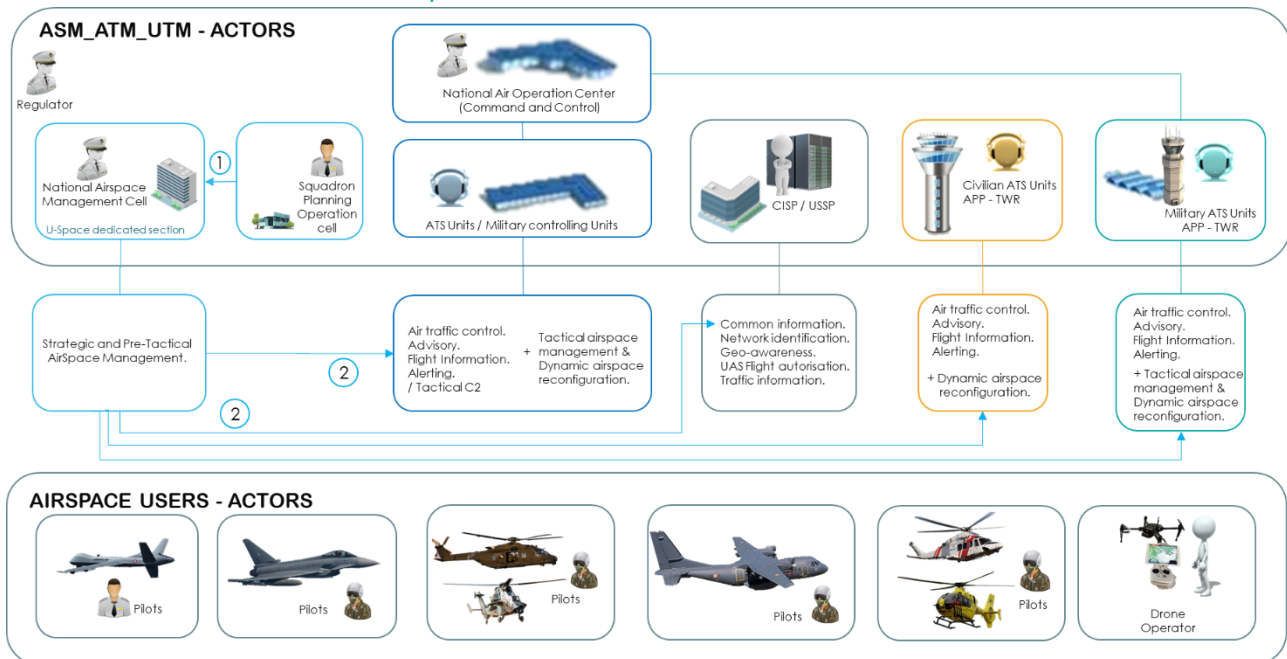 ASM_ATM_UTM - ACTORS
Regulator
National Air Operation Center
(Command and Control)
National Airspace
Management Cell
U-Space dedicated section
1
Squadron
Planning
Operation
cell
ATS Units / Military controlling Units
CISP / USSP
Civilian ATS Units
APP - TWR
Military ATS Units
APP - TWR
Strategic and Pre-Tactical
AirSpace Management.
2
2
Air traffic control.
Advisory.
Flight Information.
Alerting.
/ Tactical C2
+ Tactical airspace
management &
Dynamic airspace
reconfiguration.
Common information.
Network identification.
Geo-awareness.
UAS Flight autorisation.
Traffic information.
Air traffic control.
Advisory.
Flight Information.
Alerting.
+ Dynamic airspace
reconfiguration.
Air traffic control.
Advisory.
Flight Information.
Alerting.
+ Tactical airspace
management &
Dynamic airspace
reconfiguration.
AIRSPACE USERS - ACTORS
Pilots
Pilots
Pilots
Pilots
Pilots
Drone
Operator